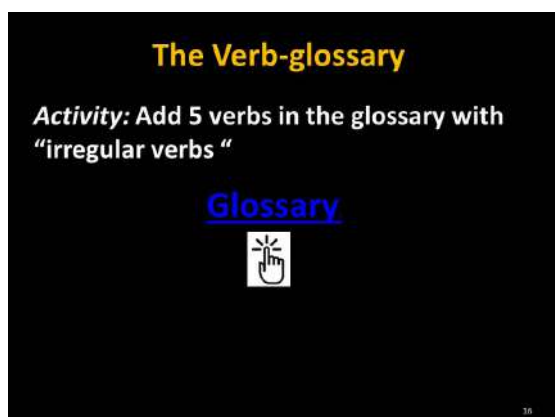 The Verb-glossary
Activity: Add 5 verbs in the glossary with
“irregular verbs “
Glossary